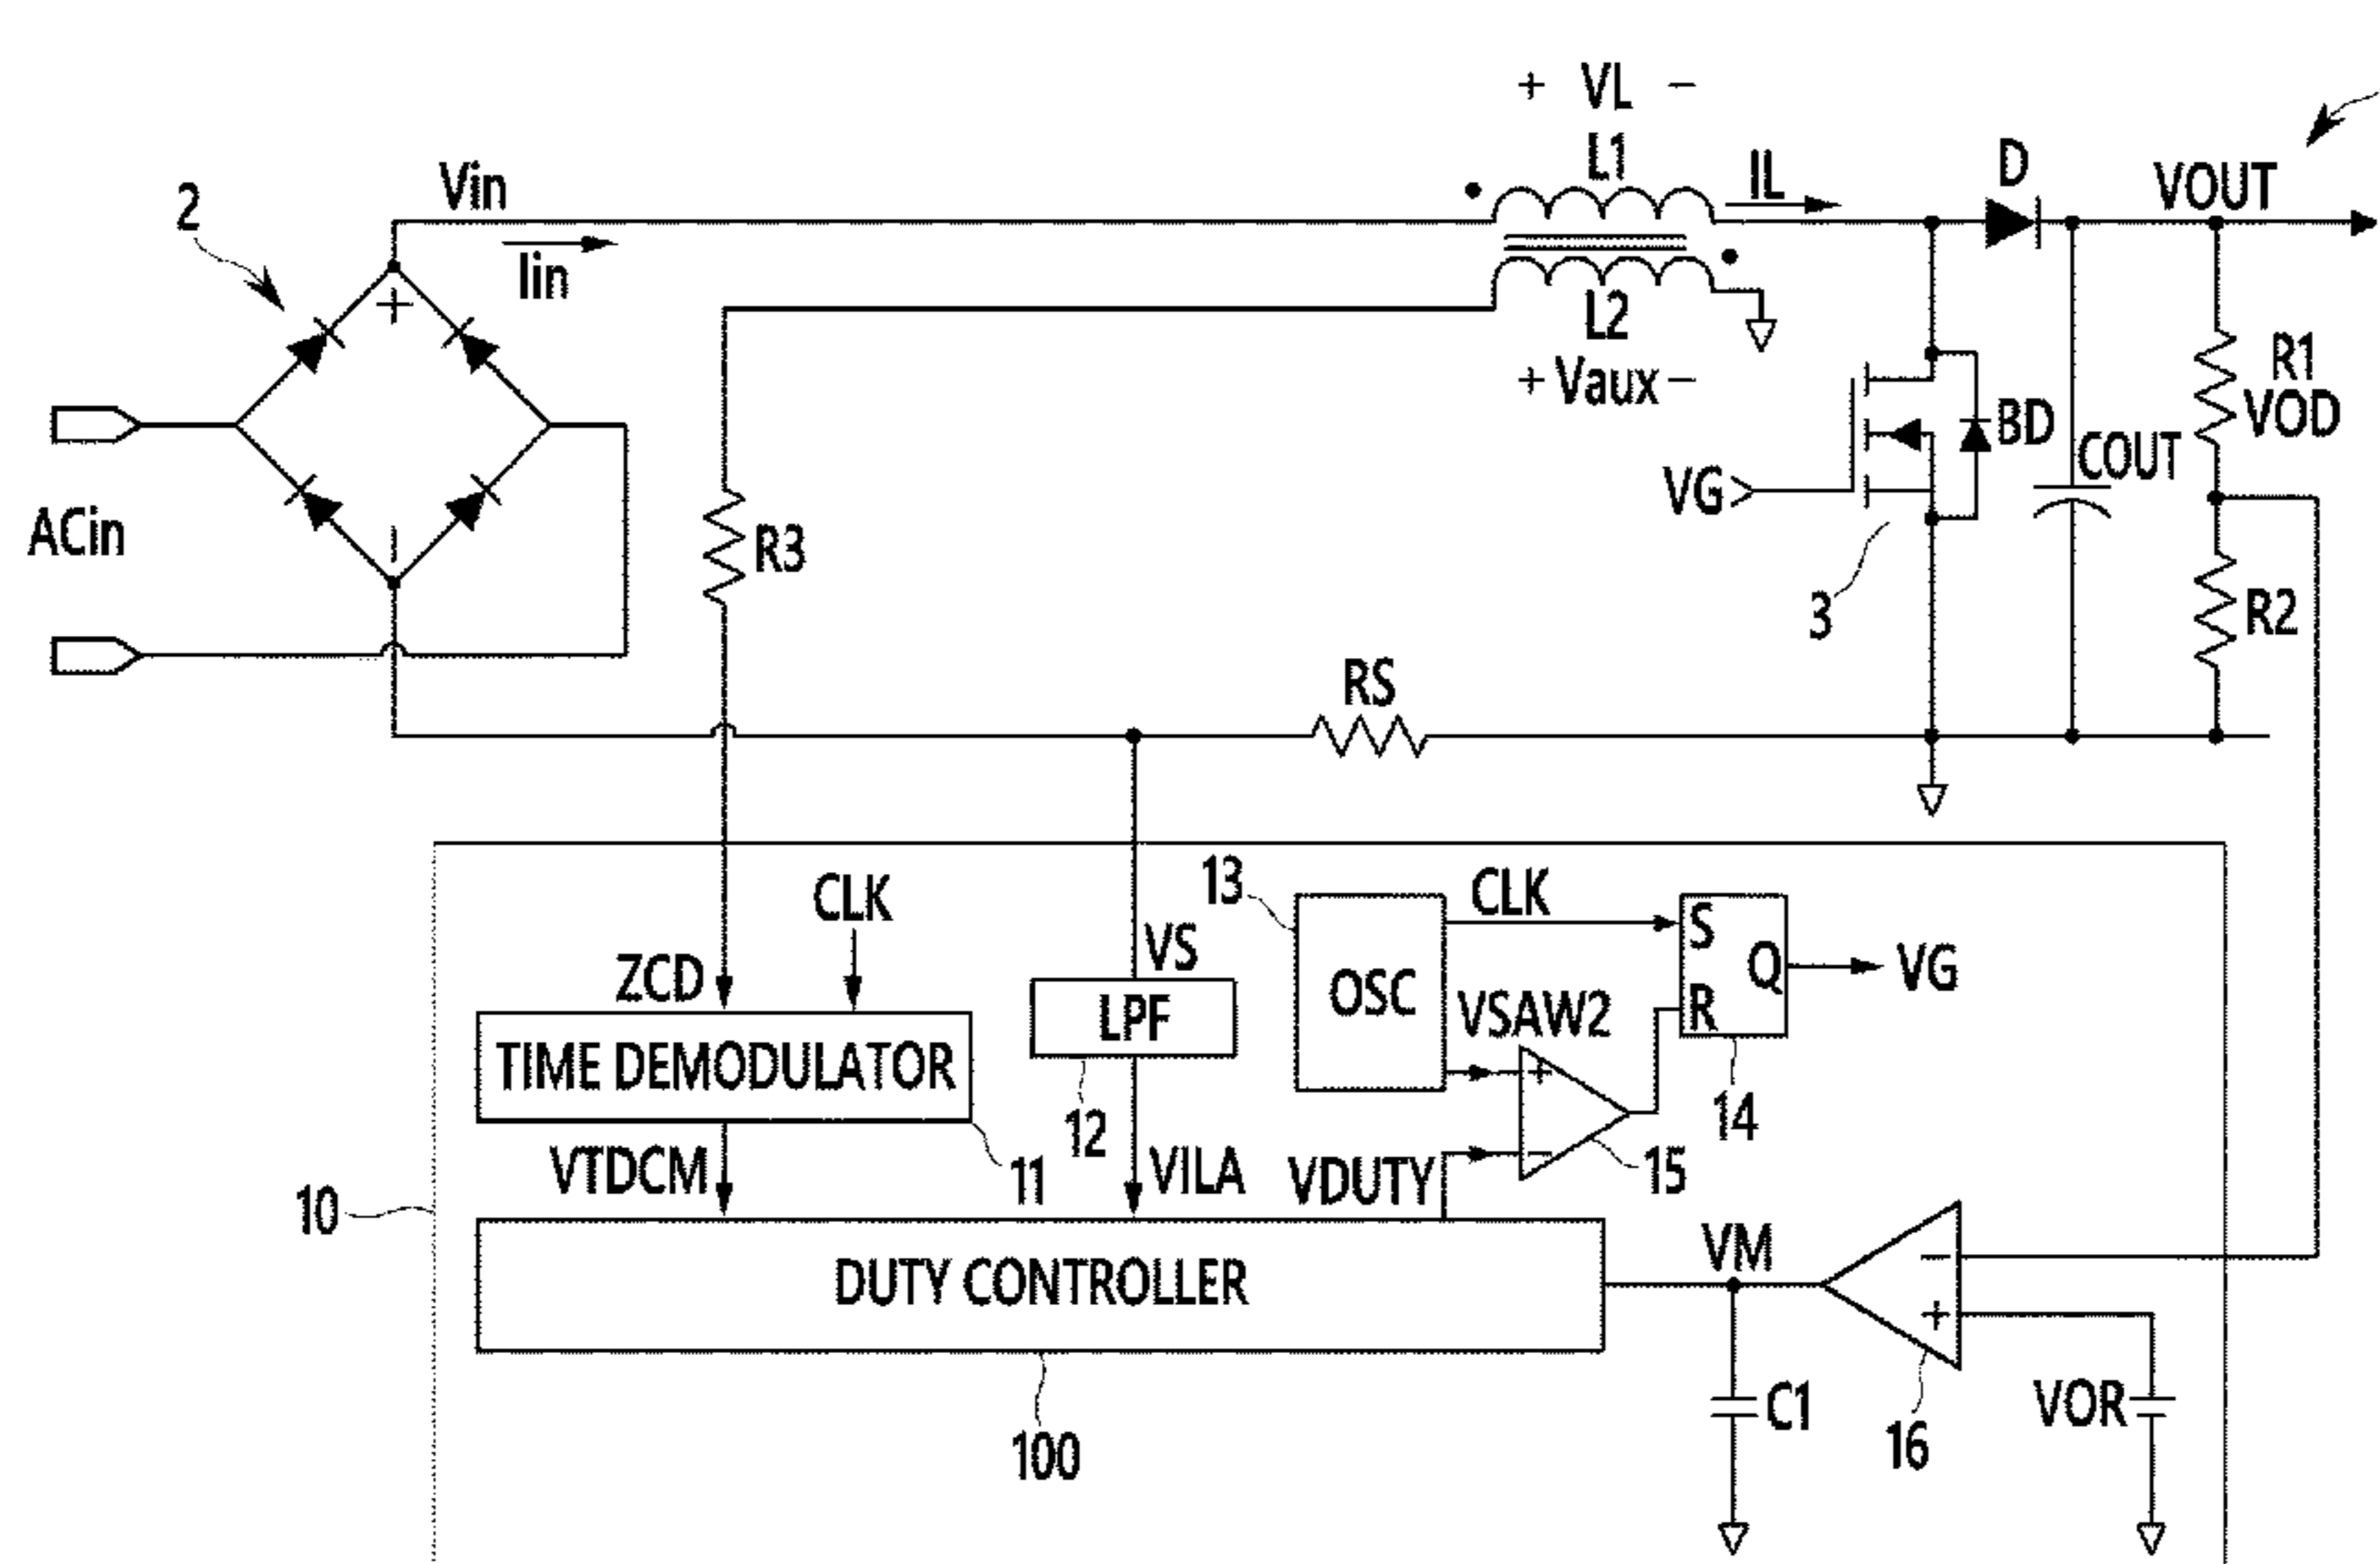 + VL −
L1
IL
D
VOUT
Vin
2
Iin
+
L2
+ Vaux −
R1
VOD
BD
COUT
VG
ACin
−
R3
3
R2
RS
13
CLK
CLK
S
VS
ZCD
Q
VG
OSC
VSAW2
R
LPF
TIME DEMODULATOR
+
14
12
VTDCM
11
VILA
VDUTY
−
15
10
VM
−
DUTY CONTROLLER
+
C1
VOR
16
100